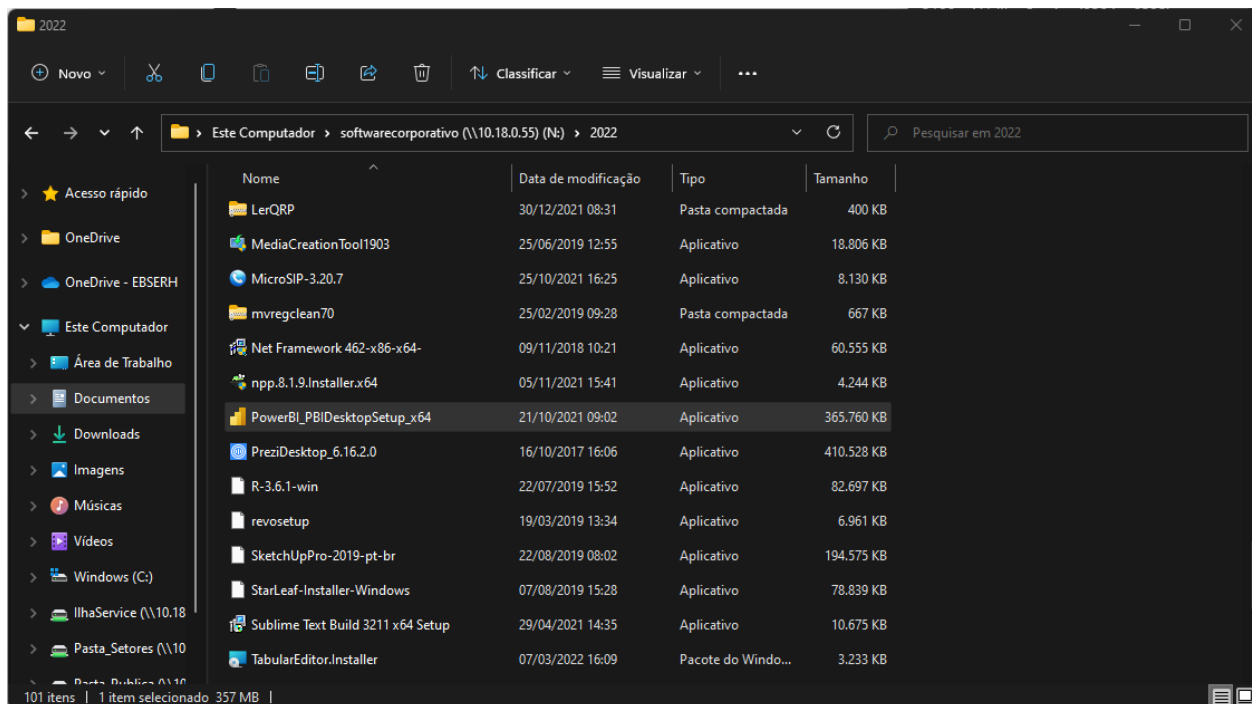 2022
Novo
Classificar
Visualizar
Este Computador > softwarecorporativo (\\10.18.0.55) (N:) > 2022
Pesquisar em 2022
Nome Data de modificação Tipo Tamanho
Acesso rápido
OneDrive
OneDrive - EBSERH
Este Computador
Área de Trabalho
Documentos
Downloads
Imagens
Músicas
Vídeos
Windows (C:)
IlhaService (\\10.18
Pasta_Setores (\\10
Pasta_Publica (\\10
LerQRP 30/12/2021 08:31 Pasta compactada 400 KB
MediaCreationTool1903 25/06/2019 12:55 Aplicativo 18.806 KB
MicroSIP-3.20.7 25/10/2021 16:25 Aplicativo 8.130 KB
mvregclean70 25/02/2019 09:28 Pasta compactada 667 KB
Net Framework 462-x86-x64- 09/11/2018 10:21 Aplicativo 60.555 KB
npp.8.1.9.Installer.x64 05/11/2021 15:41 Aplicativo 4.244 KB
PowerBI_PBIDesktopSetup_x64 21/10/2021 09:02 Aplicativo 365.760 KB
PreziDesktop_6.16.2.0 16/10/2017 16:06 Aplicativo 410.528 KB
R-3.6.1-win 22/07/2019 15:52 Aplicativo 82.697 KB
revosetup 19/03/2019 13:34 Aplicativo 6.961 KB
SketchUpPro-2019-pt-br 22/08/2019 08:02 Aplicativo 194.575 KB
StarLeaf-Installer-Windows 07/08/2019 15:28 Aplicativo 78.839 KB
Sublime Text Build 3211 x64 Setup 29/04/2021 14:35 Aplicativo 10.675 KB
TabularEditor.Installer 07/03/2022 16:09 Pacote do Windo... 3.233 KB
101 itens | 1 item selecionado 357 MB |